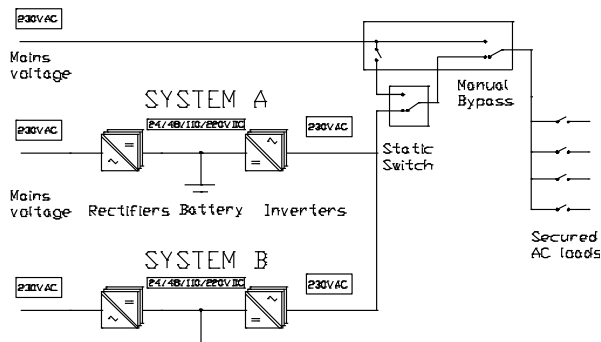 230VAC
Mains
voltage
Manual
Bypass
SYSTEM A
230VAC
24/48/110/220VDC
230VAC
Static
Switch
Mains
voltage
Rectifiers
Battery
Inverters
Secured
AC loads
SYSTEM B
230VAC
24/48/110/220VDC
230VAC